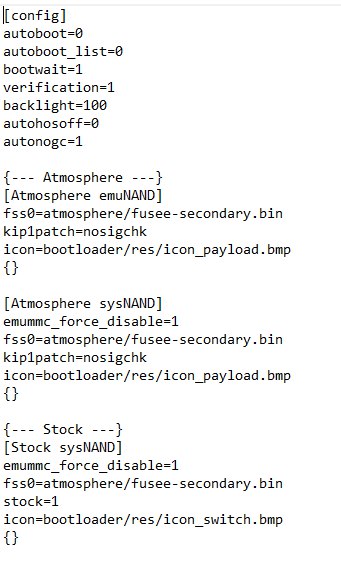 [config]
autoboot=0
autoboot_list=0
bootwait=1
verification=1
backlight=100
autohosoff=0
autonogc=1
{--- Atmosphere ---}
[Atmosphere emuNAND]
fss0=atmosphere/fusee-secondary.bin
kip1patch=nosigchk
icon=bootloader/res/icon_payload.bmp
{}
[Atmosphere sysNAND]
emummc_force_disable=1
fss0=atmosphere/fusee-secondary.bin
kip1patch=nosigchk
icon=bootloader/res/icon_payload.bmp
{}
{--- Stock ---}
[Stock sysNAND]
emummc_force_disable=1
fss0=atmosphere/fusee-secondary.bin
stock=1
icon=bootloader/res/icon_switch.bmp
{}